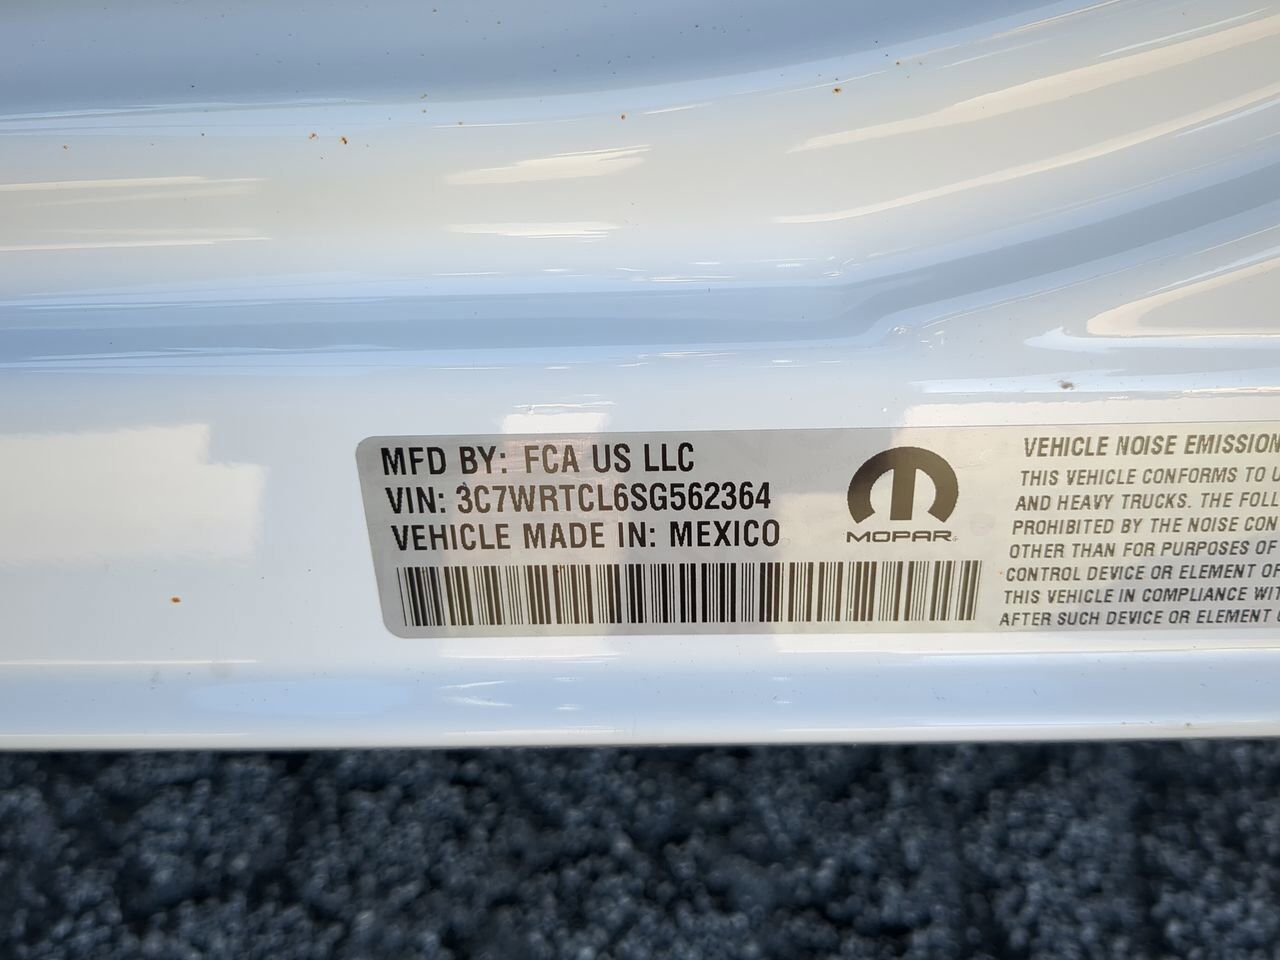 MFD BY: FCA US LLC
VIN: 3C7WRTCL6SG562364
VEHICLE MADE IN: MEXICO
MOPAR
VEHICLE NOISE EMISSION
THIS VEHICLE CONFORMS TO U
AND HEAVY TRUCKS. THE FOLL
PROHIBITED BY THE NOISE CON
OTHER THAN FOR PURPOSES OF
CONTROL DEVICE OR ELEMENT OF
THIS VEHICLE IN COMPLIANCE WIT
AFTER SUCH DEVICE OR ELEMENT